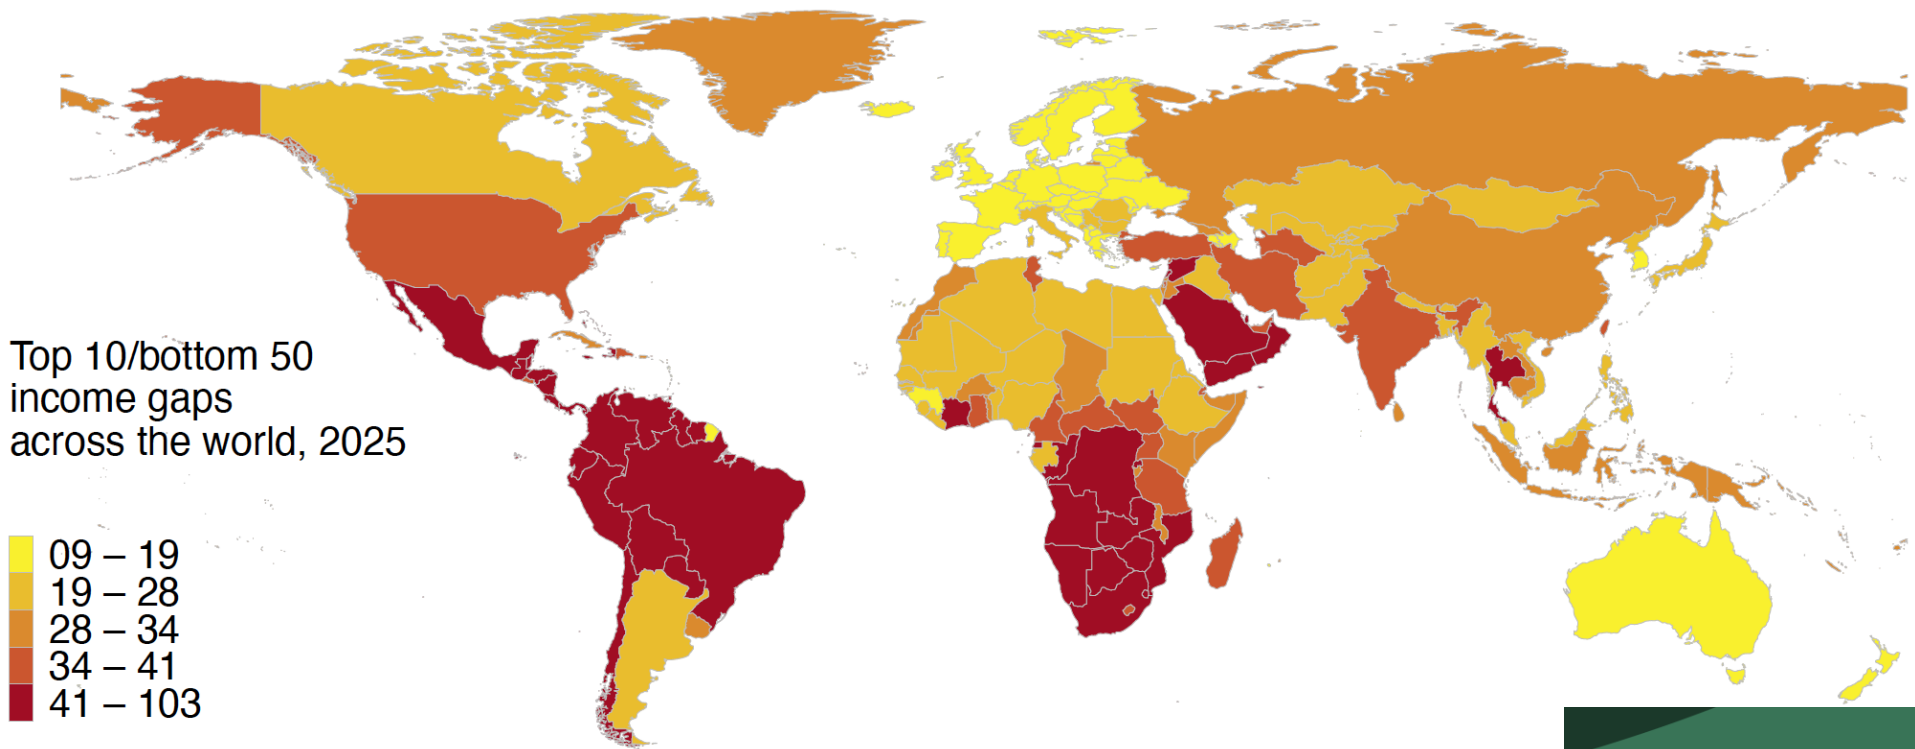 Top 10/bottom 50
income gaps
across the world, 2025
09 – 19
19 – 28
28 – 34
34 – 41
41 – 103